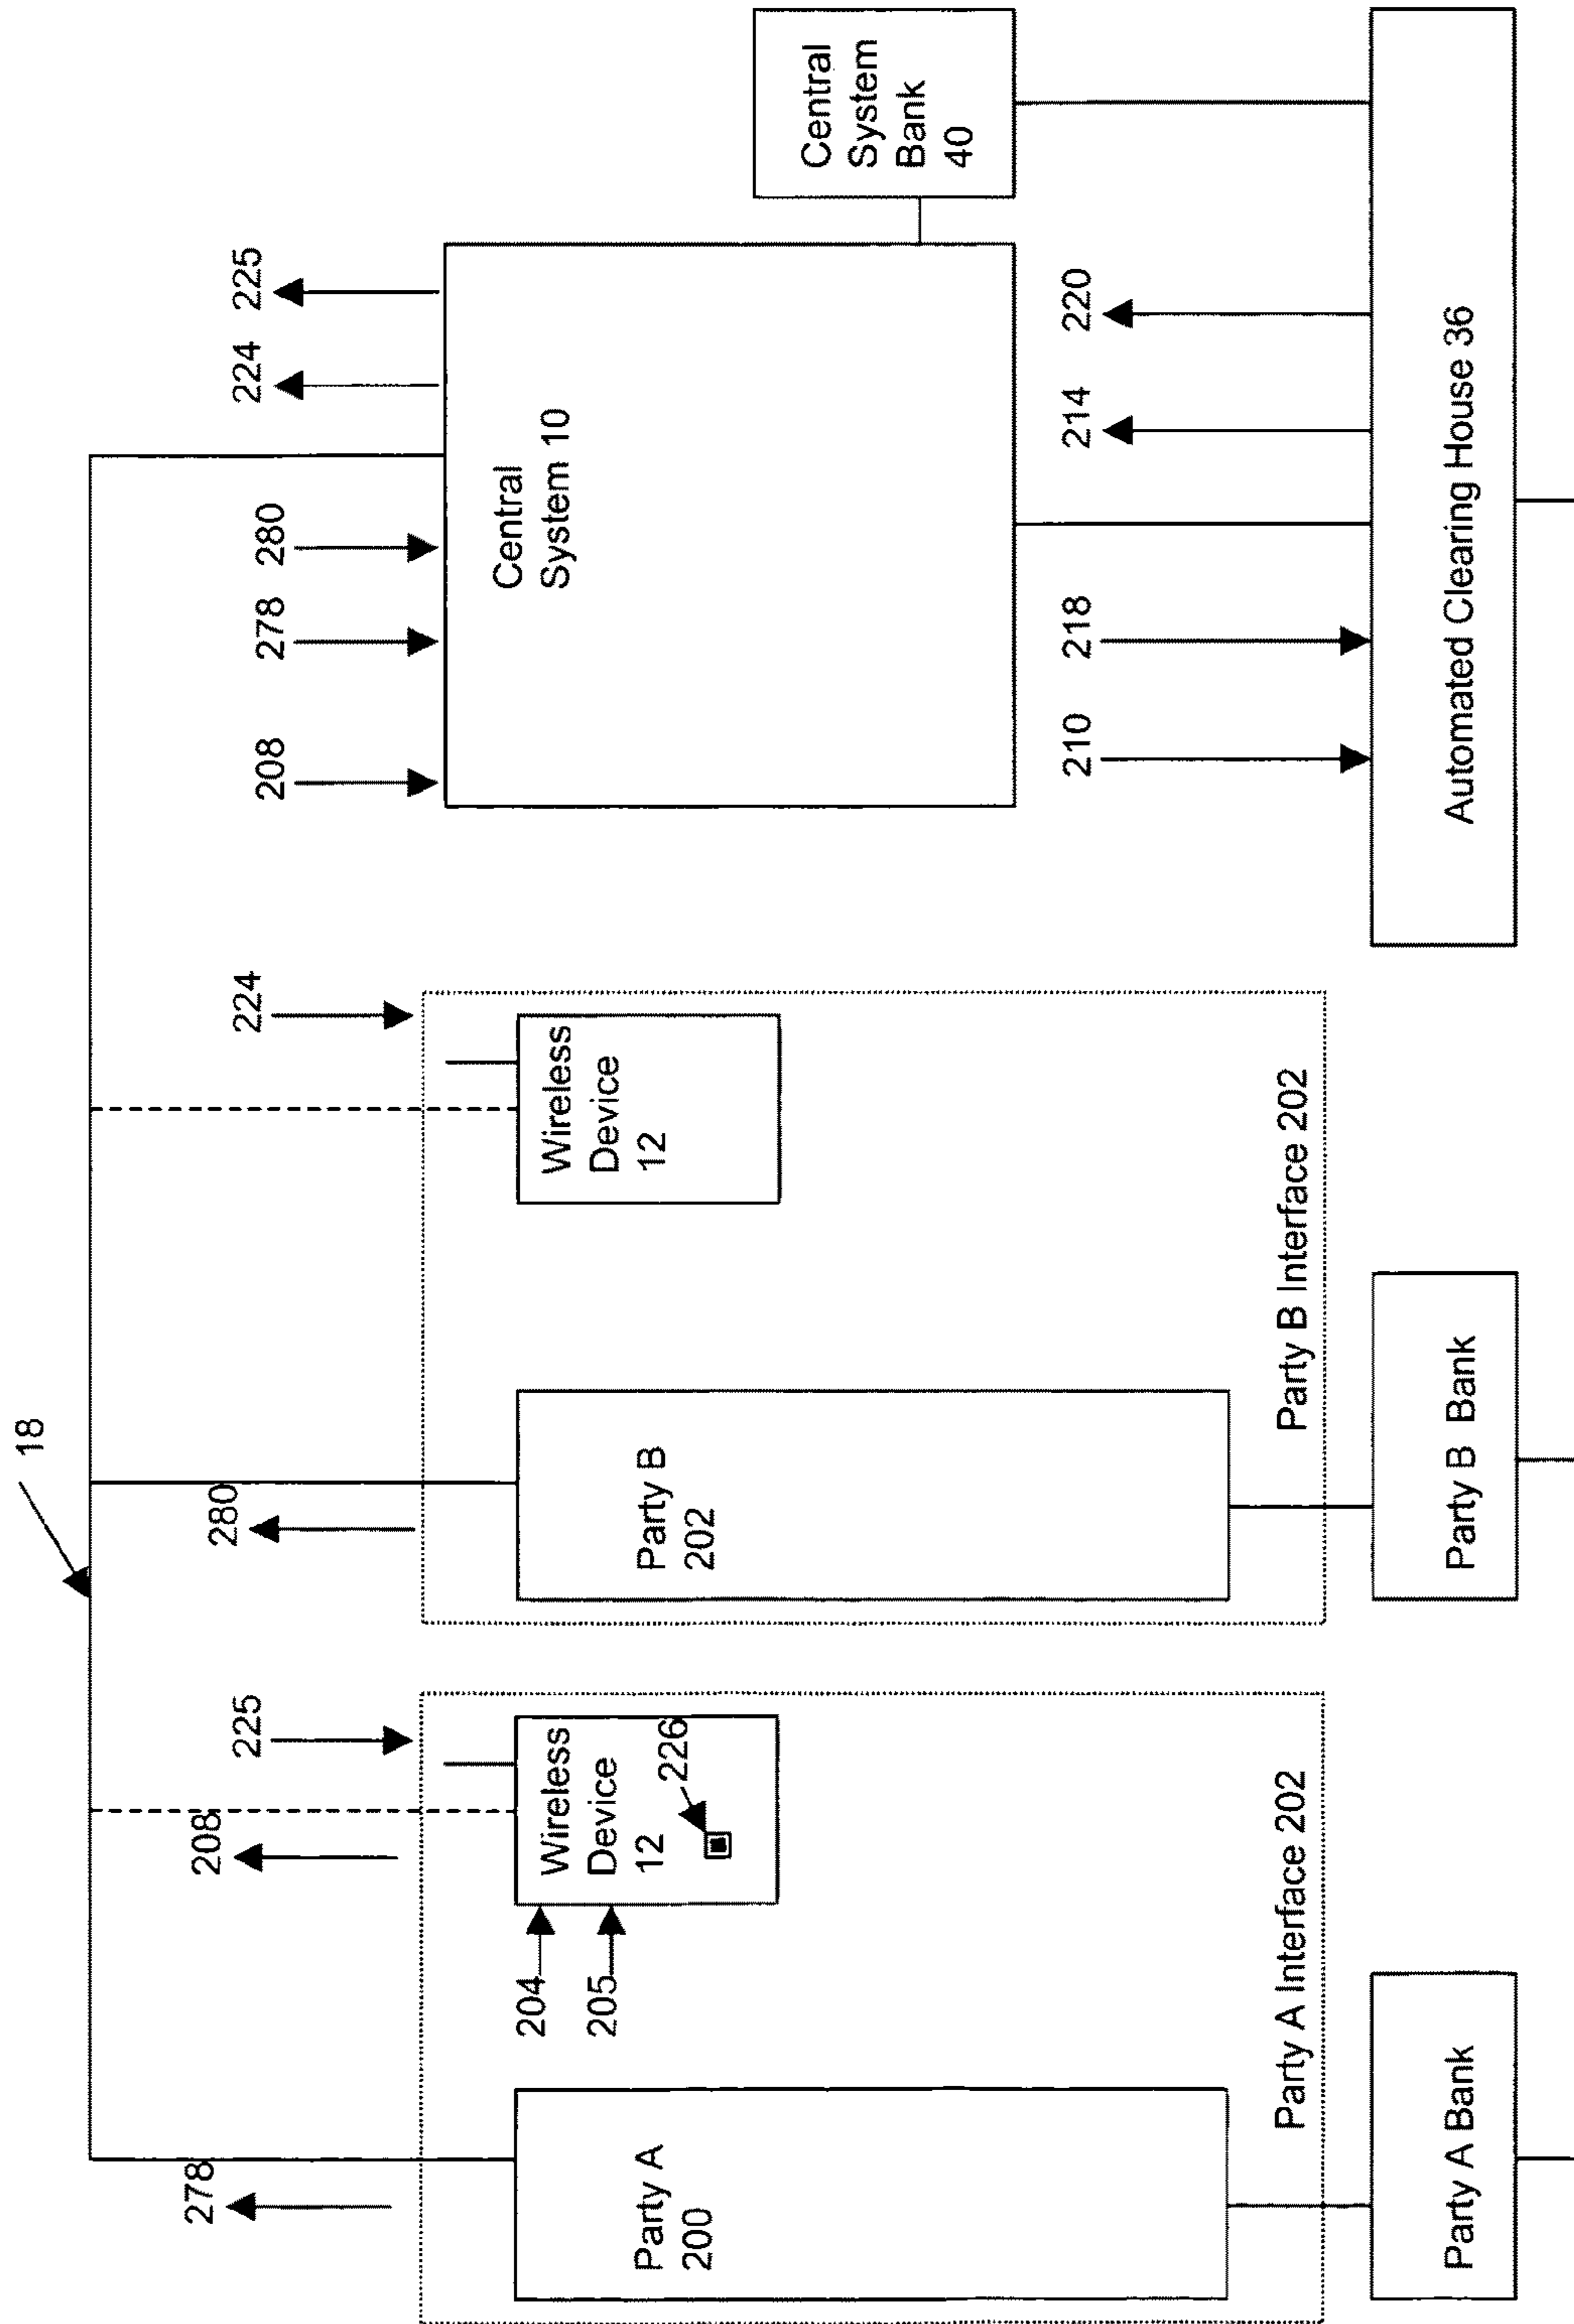 18
278
208
225
280
224
208
278
280
224
225
Party A
200
204
205
Wireless
Device
12
226
Party A Interface 202
Party A Bank
Party B
202
Wireless
Device
12
Party B Interface 202
Party B Bank
Central
System 10
Central
System
Bank
40
210
218
214
220
Automated Clearing House 36